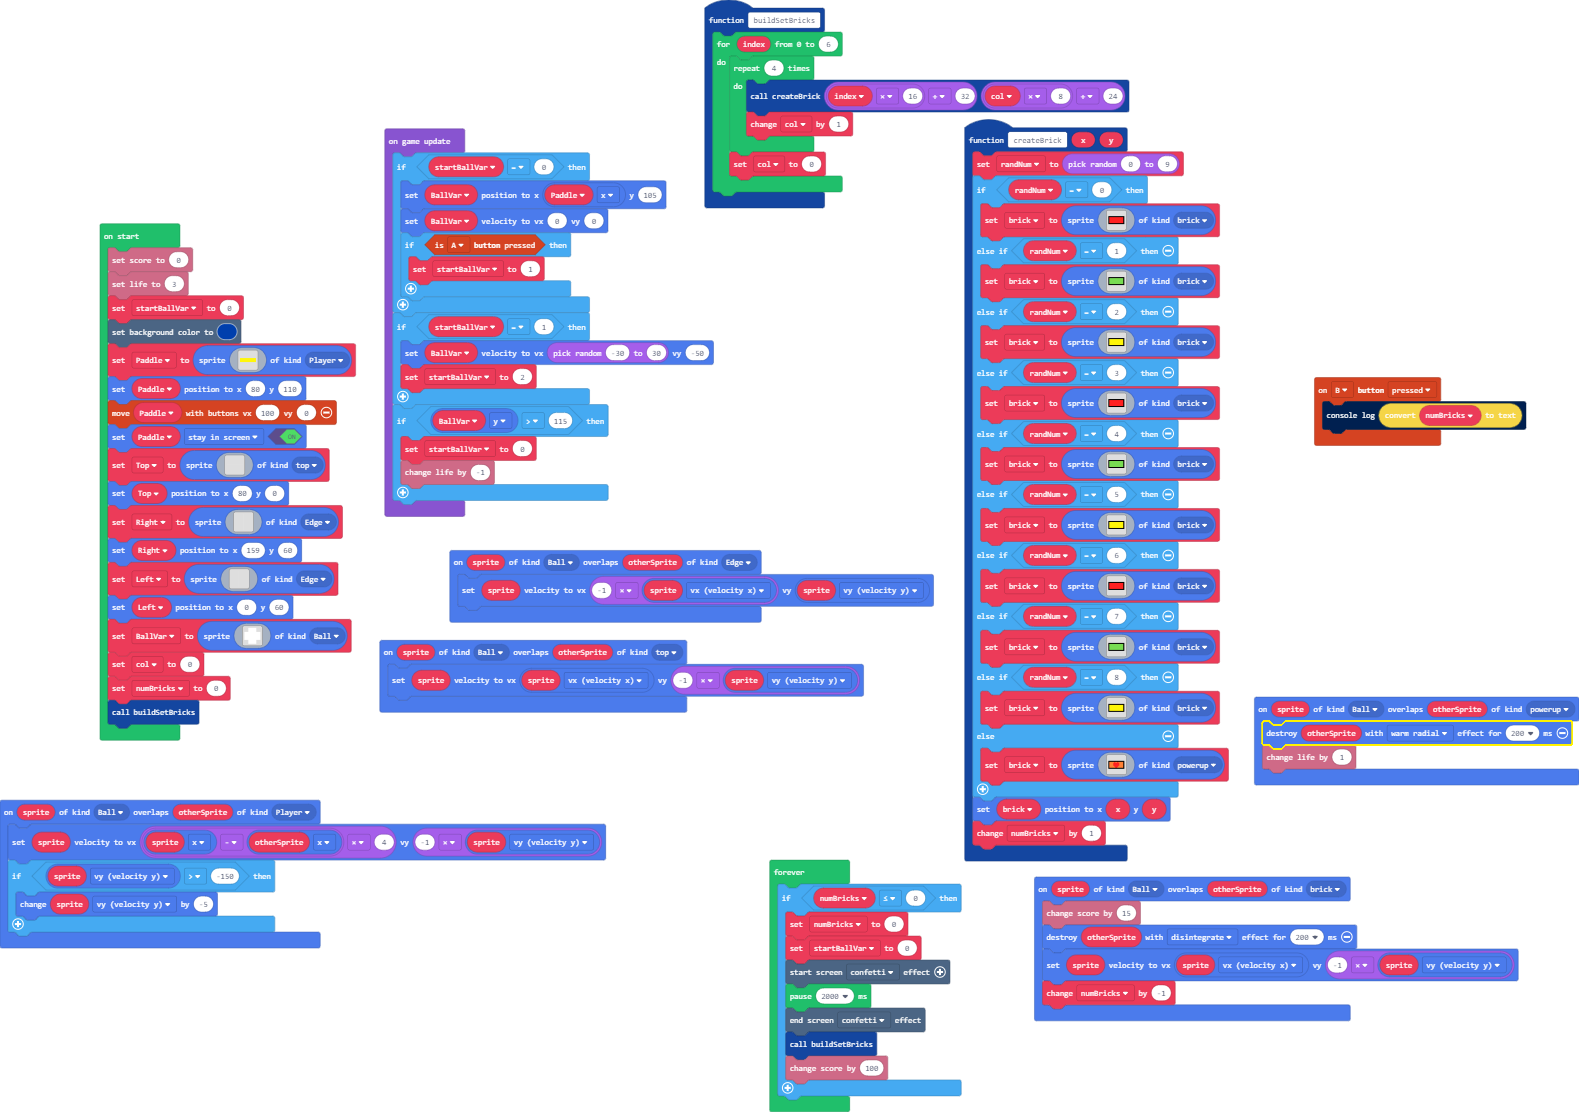 function buildSetBricks
for index from 0 to 6
do
repeat 4 times
do
call createBrick index × 16 + 32 col × 8 + 24
change col by 1
set col to 0
on game update
if startBallVar = 0 then
set BallVar position to x Paddle x y 105
set BallVar velocity to vx 0 vy 0
if is A button pressed then
set startBallVar to 1
if startBallVar = 1 then
set BallVar velocity to vx pick random -30 to 30 vy -50
set startBallVar to 2
if BallVar y > 115 then
set startBallVar to 0
change life by -1
function createBrick x y
set randNum to pick random 0 to 9
if randNum = 0 then
set brick to sprite of kind brick
else if randNum = 1 then
set brick to sprite of kind brick
else if randNum = 2 then
set brick to sprite of kind brick
else if randNum = 3 then
set brick to sprite of kind brick
else if randNum = 4 then
set brick to sprite of kind brick
else if randNum = 5 then
set brick to sprite of kind brick
else if randNum = 6 then
set brick to sprite of kind brick
else if randNum = 7 then
set brick to sprite of kind brick
else if randNum = 8 then
set brick to sprite of kind brick
else
set brick to sprite of kind powerup
set brick position to x x y y
change numBricks by 1
on start
set score to 0
set life to 3
set startBallVar to 0
set background color to
set Paddle to sprite of kind Player
set Paddle position to x 80 y 110
move Paddle with buttons vx 100 vy 0
set Paddle stay in screen ON
set Top to sprite of kind top
set Top position to x 80 y 0
set Right to sprite of kind Edge
set Right position to x 159 y 60
set Left to sprite of kind Edge
set Left position to x 0 y 60
set BallVar to sprite of kind Ball
set col to 0
set numBricks to 0
call buildSetBricks
on B button pressed
console log convert numBricks to text
on sprite of kind Ball overlaps otherSprite of kind Edge
set sprite velocity to vx -1 × sprite vx (velocity x) vy sprite vy (velocity y)
on sprite of kind Ball overlaps otherSprite of kind top
set sprite velocity to vx sprite vx (velocity x) vy -1 × sprite vy (velocity y)
on sprite of kind Ball overlaps otherSprite of kind powerup
destroy otherSprite with warm radial effect for 200 ms
change life by 1
on sprite of kind Ball overlaps otherSprite of kind Player
set sprite velocity to vx sprite x - otherSprite x × 4 vy -1 × sprite vy (velocity y)
if sprite vy (velocity y) > -150 then
change sprite vy (velocity y) by -5
forever
if numBricks ≤ 0 then
set numBricks to 0
set startBallVar to 0
start screen confetti effect
pause 2000 ms
end screen confetti effect
call buildSetBricks
change score by 100
on sprite of kind Ball overlaps otherSprite of kind brick
change score by 15
destroy otherSprite with disintegrate effect for 200 ms
set sprite velocity to vx sprite vx (velocity x) vy -1 × sprite vy (velocity y)
change numBricks by -1